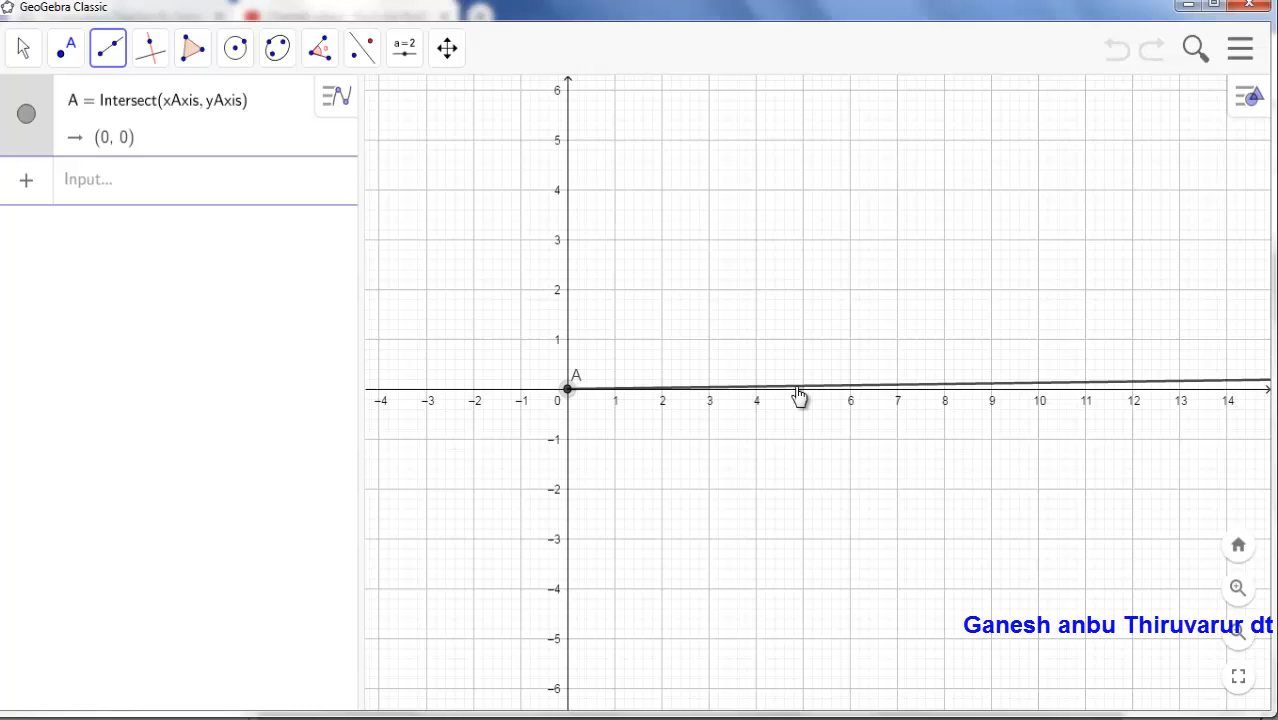 GeoGebra Classic
A
a=2
A = Intersect(xAxis, yAxis)
→ (0, 0)
+ Input...
6
5
4
3
2
1
A
−4 −3 −2 −1 0 1 2 3 4 6 7 8 9 10 11 12 13 14
−1
−2
−3
−4
−5
−6
Ganesh anbu Thiruvarur dt